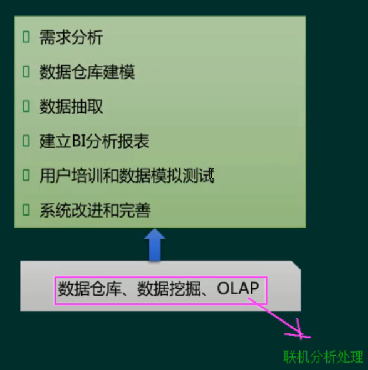 需求分析
数据仓库建模
数据抽取
建立BI分析报表
用户培训和数据模拟测试
系统改进和完善
数据仓库、数据挖掘、OLAP
联机分析处理